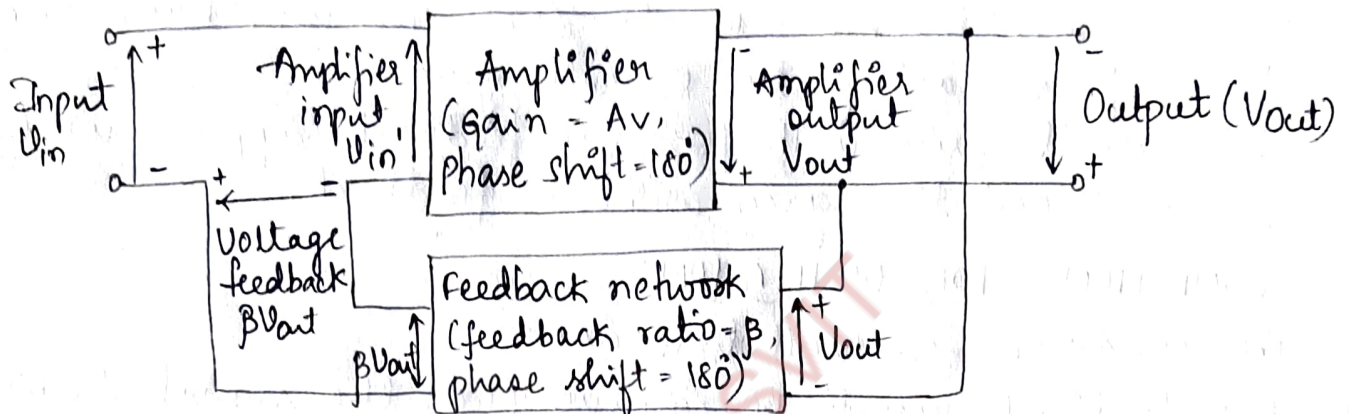 Input
Vin
+
-
Amplifier
input
Vin'
Amplifier
(Gain = Av,
phase shift=180°)
-
+
Amplifier
output
Vout
-
+
Output (Vout)
+
=
Voltage
feedback
βVout
βVout
Feedback network
(feedback ratio=β,
phase shift = 180°)
+
-
Vout
SVIT